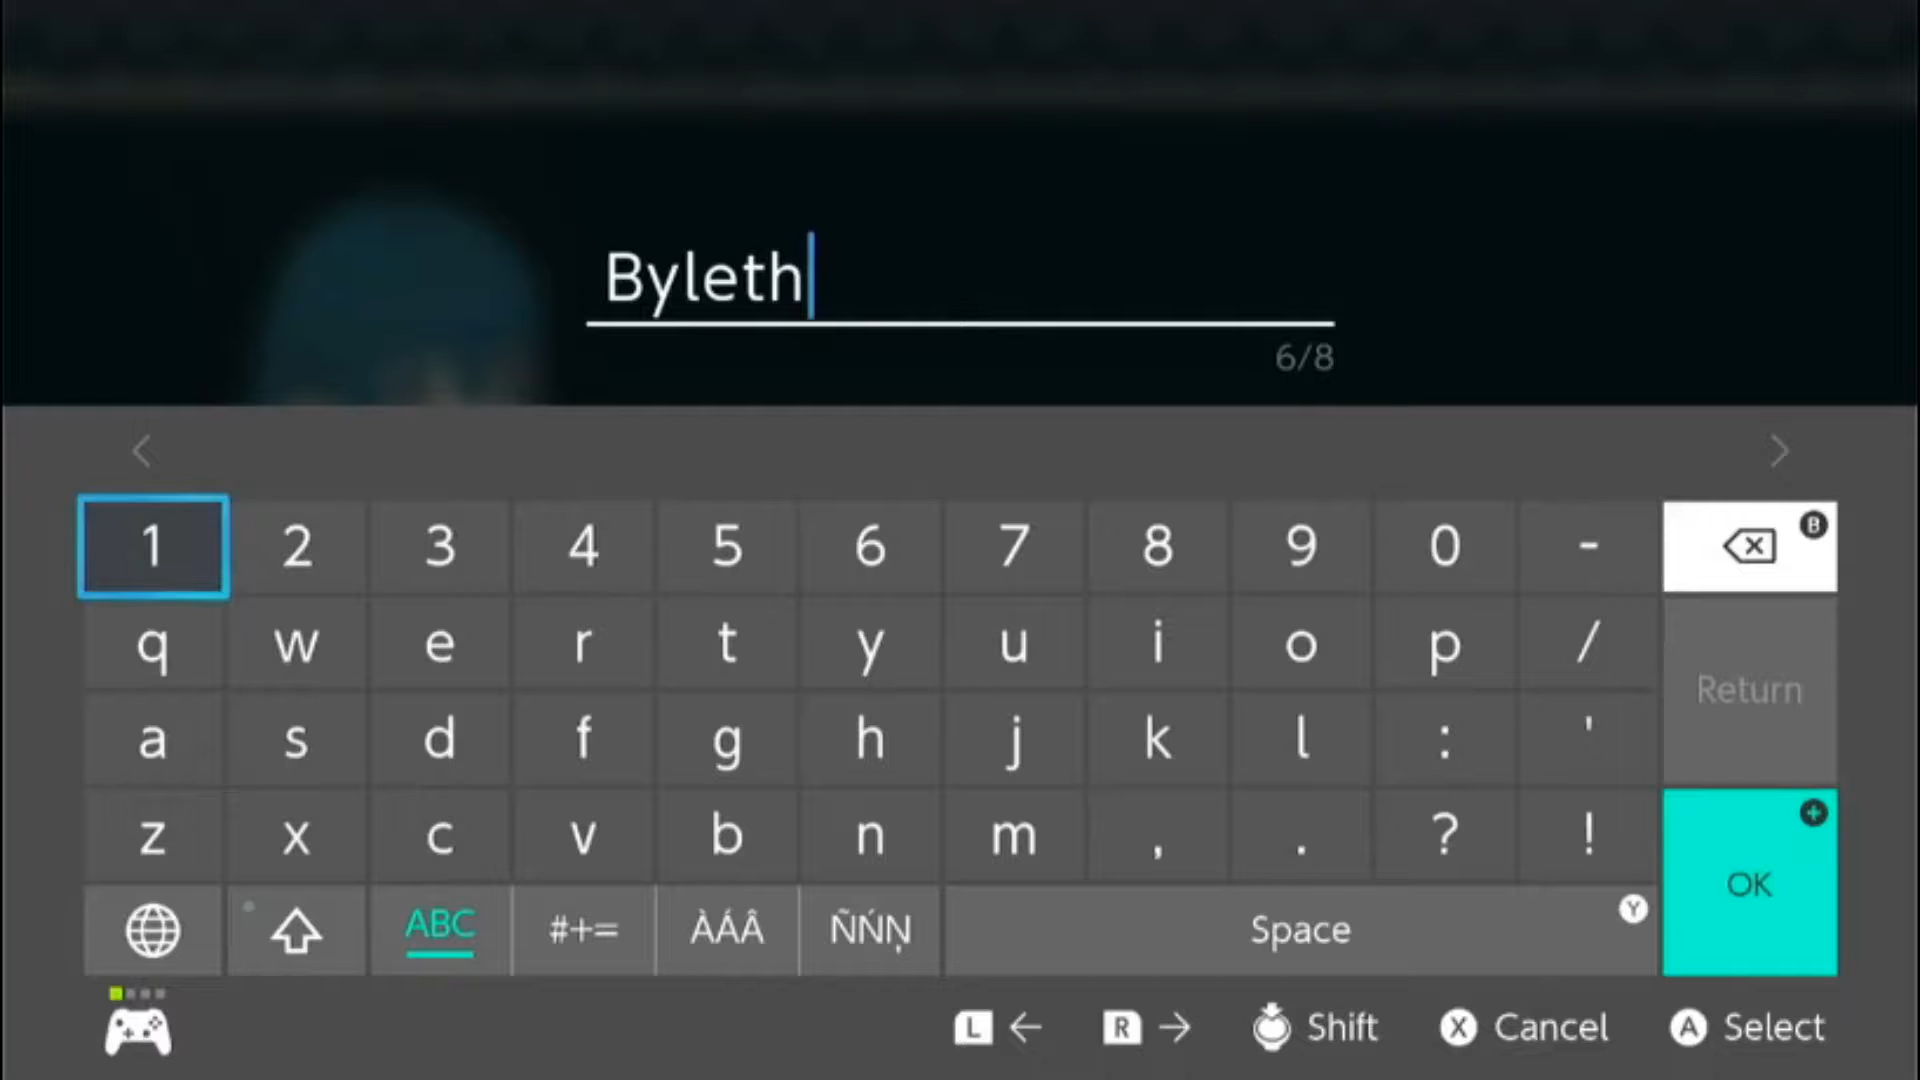 Byleth
6/8
< >
1 2 3 4 5 6 7 8 9 0 - B
q w e r t y u i o p / Return
a s d f g h j k l : '
z x c v b n m , . ? ! +
OK
ABC #+= ÀÁÂ ÑŃŅ Space Y
L ← R → Shift X Cancel A Select